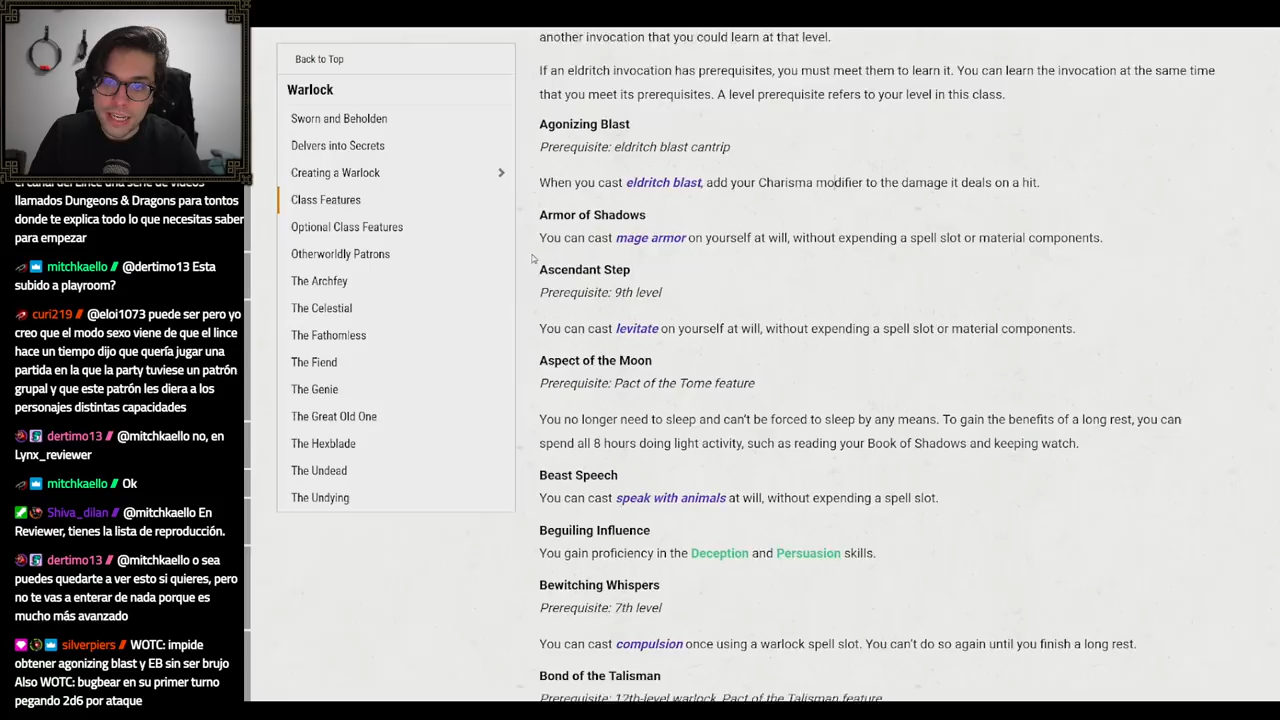 el canal del Lince una serie de videos
llamados Dungeons & Dragons para tontos
donde te explica todo lo que necesitas saber
para empezar
mitchkaello // @dertimo13 Esta
subido a playroom?
curi219 // @eloi1073 puede ser pero yo
creo que el modo sexo viene de que el lince
hace un tiempo dijo que quería jugar una
partida en la que la party tuviese un patrón
grupal y que este patrón les diera a los
personajes distintas capacidades
dertimo13 // @mitchkaello no, en
Lynx_reviewer
mitchkaello // Ok
Shiva_dilan // @mitchkaello En
Reviewer, tienes la lista de reproducción.
dertimo13 // @mitchkaello o sea
puedes quedarte a ver esto si quieres, pero
no te vas a enterar de nada porque es
mucho más avanzado
silverpiers // WOTC: impide
obtener agonizing blast y EB sin ser brujo
Also WOTC: bugbear en su primer turno
pegando 2d6 por ataque
Back to Top
Warlock
Sworn and Beholden
Delvers into Secrets
Creating a Warlock
Class Features
Optional Class Features
Otherworldly Patrons
The Archfey
The Celestial
The Fathomless
The Fiend
The Genie
The Great Old One
The Hexblade
The Undead
The Undying
another invocation that you could learn at that level.
If an eldritch invocation has prerequisites, you must meet them to learn it. You can learn the invocation at the same time
that you meet its prerequisites. A level prerequisite refers to your level in this class.
Agonizing Blast
Prerequisite: eldritch blast cantrip
When you cast eldritch blast, add your Charisma modifier to the damage it deals on a hit.
Armor of Shadows
You can cast mage armor on yourself at will, without expending a spell slot or material components.
Ascendant Step
Prerequisite: 9th level
You can cast levitate on yourself at will, without expending a spell slot or material components.
Aspect of the Moon
Prerequisite: Pact of the Tome feature
You no longer need to sleep and can't be forced to sleep by any means. To gain the benefits of a long rest, you can
spend all 8 hours doing light activity, such as reading your Book of Shadows and keeping watch.
Beast Speech
You can cast speak with animals at will, without expending a spell slot.
Beguiling Influence
You gain proficiency in the Deception and Persuasion skills.
Bewitching Whispers
Prerequisite: 7th level
You can cast compulsion once using a warlock spell slot. You can't do so again until you finish a long rest.
Bond of the Talisman
Prerequisite: 12th-level warlock, Pact of the Talisman feature